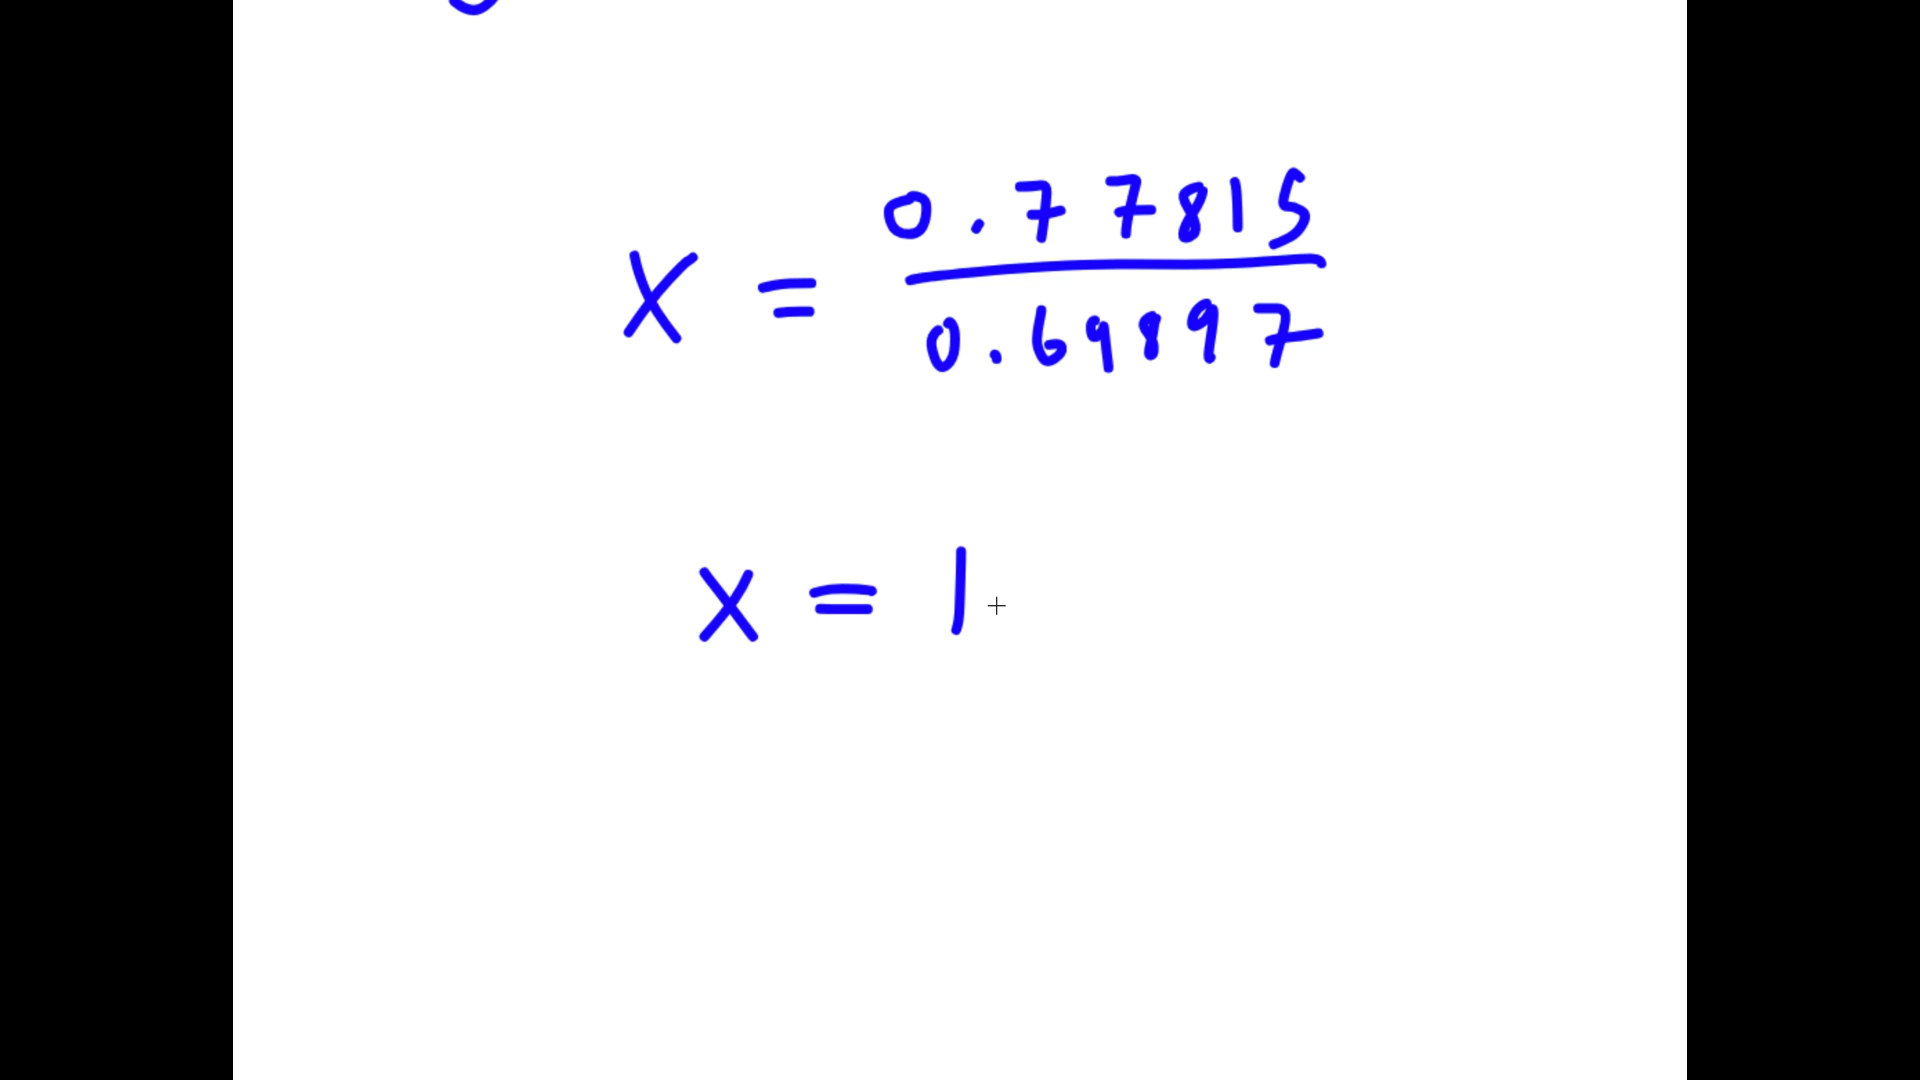 x = 0.77815 / 0.69897
x = 1